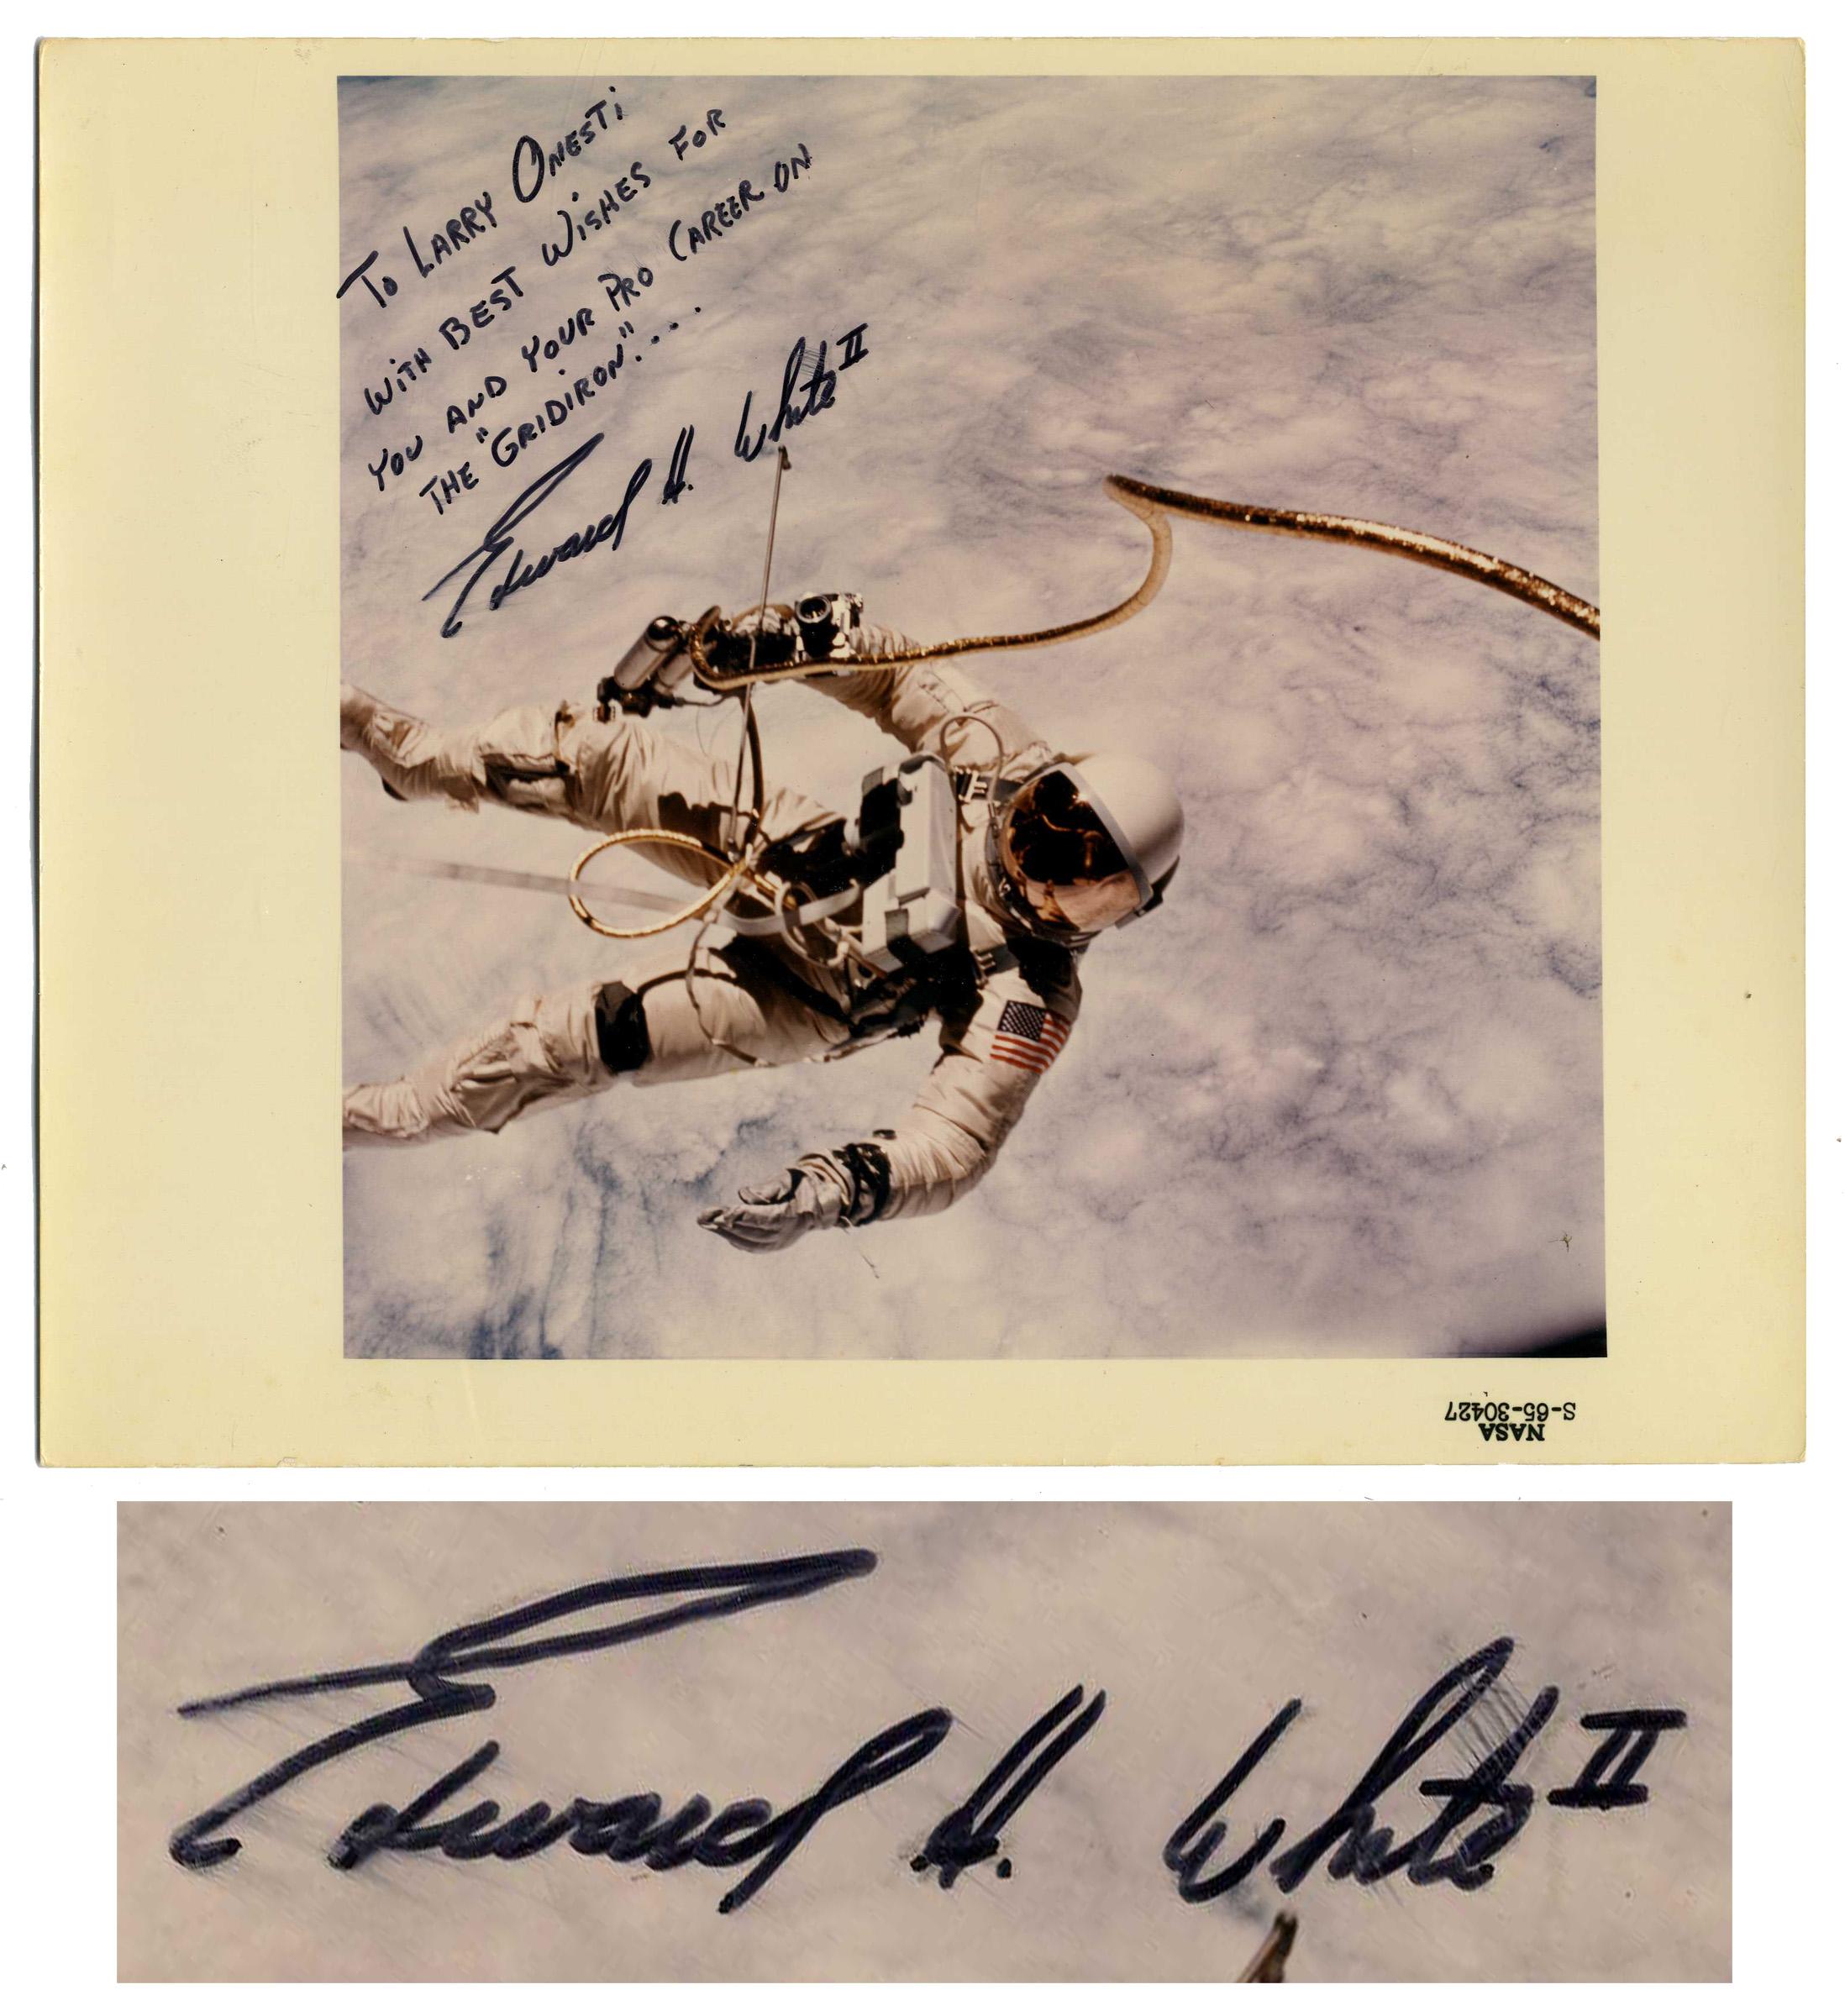 To LARRY ONESTi
WiTH BEST WiSHES FOR
YOU AND YOUR PRO CAREER ON
THE "GRIDIRON"....
Edward H. White II
S-65-30427
NASA
Edward H. White II